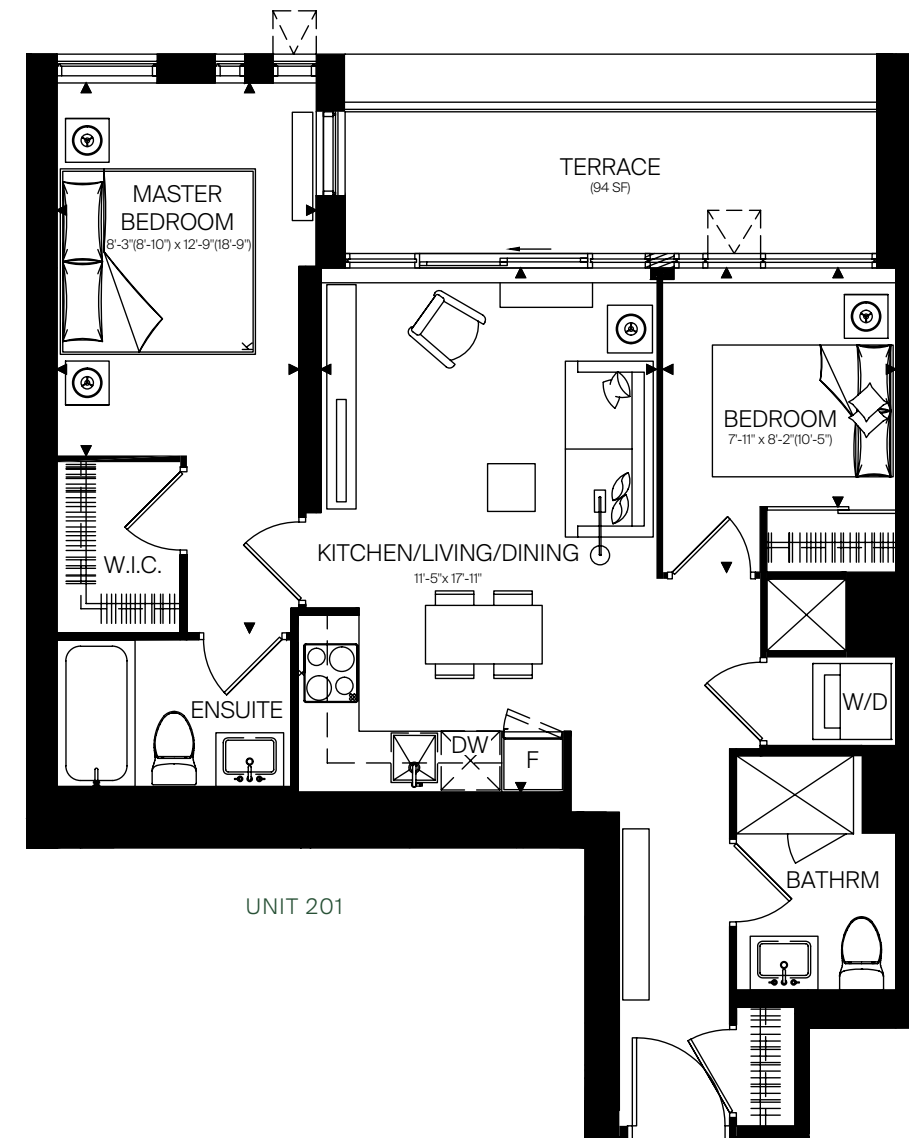 TERRACE
(94 SF)
MASTER
BEDROOM
8'-3"(8'-10") x 12'-9"(18'-9")
K
BEDROOM
7'-11" x 8'-2"(10'-5")
W.I.C.
KITCHEN/LIVING/DINING
11'-5"x 17'-11"
ENSUITE
W/D
DW
F
BATHRM
UNIT 201